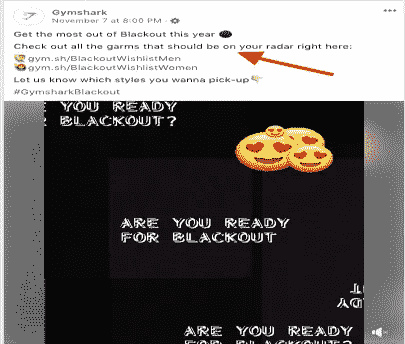 Gymshark
November 7 at 8:00 PM ·
Get the most out of Blackout this year
Check out all the garms that should be on your radar right here:
gym.sh/BlackoutWishlistMen
gym.sh/BlackoutWishlistWomen
Let us know which styles you wanna pick-up
#GymsharkBlackout
YOU READY
BLACKOUT?
ARE YOU READY
FOR BLACKOUT
ARE YOU READY
FOR BLACKOUT?